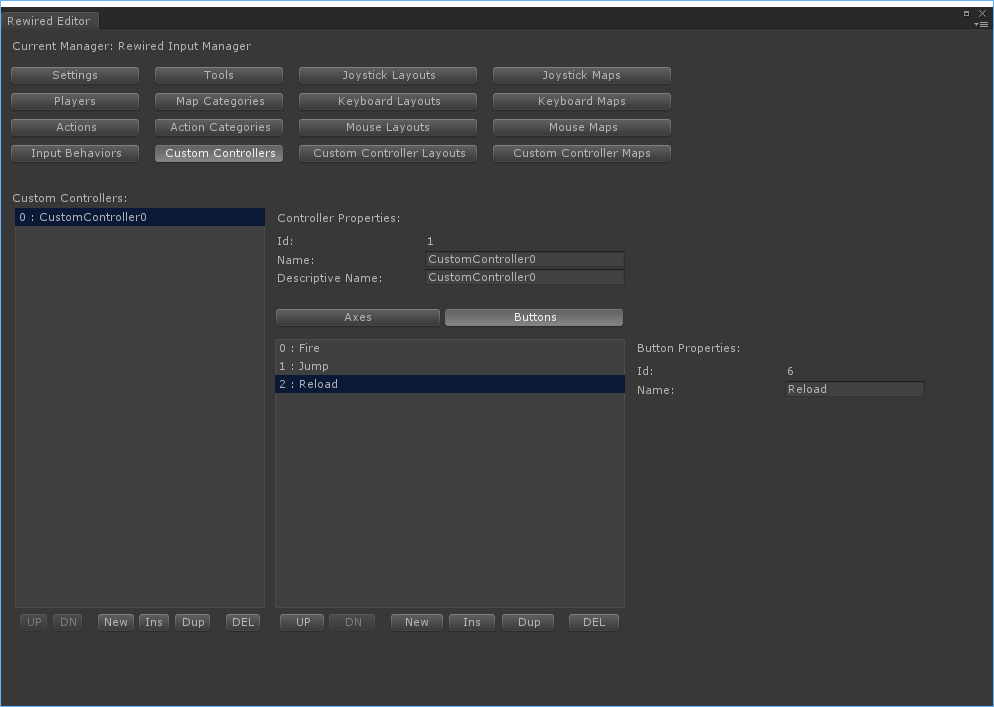 Rewired Editor
Current Manager: Rewired Input Manager
Settings Tools Joystick Layouts Joystick Maps
Players Map Categories Keyboard Layouts Keyboard Maps
Actions Action Categories Mouse Layouts Mouse Maps
Input Behaviors Custom Controllers Custom Controller Layouts Custom Controller Maps
Custom Controllers:
0 : CustomController0
Controller Properties:
Id: 1
Name: CustomController0
Descriptive Name: CustomController0
Axes Buttons
0 : Fire
1 : Jump
2 : Reload
Button Properties:
Id: 6
Name: Reload
UP DN New Ins Dup DEL UP DN New Ins Dup DEL